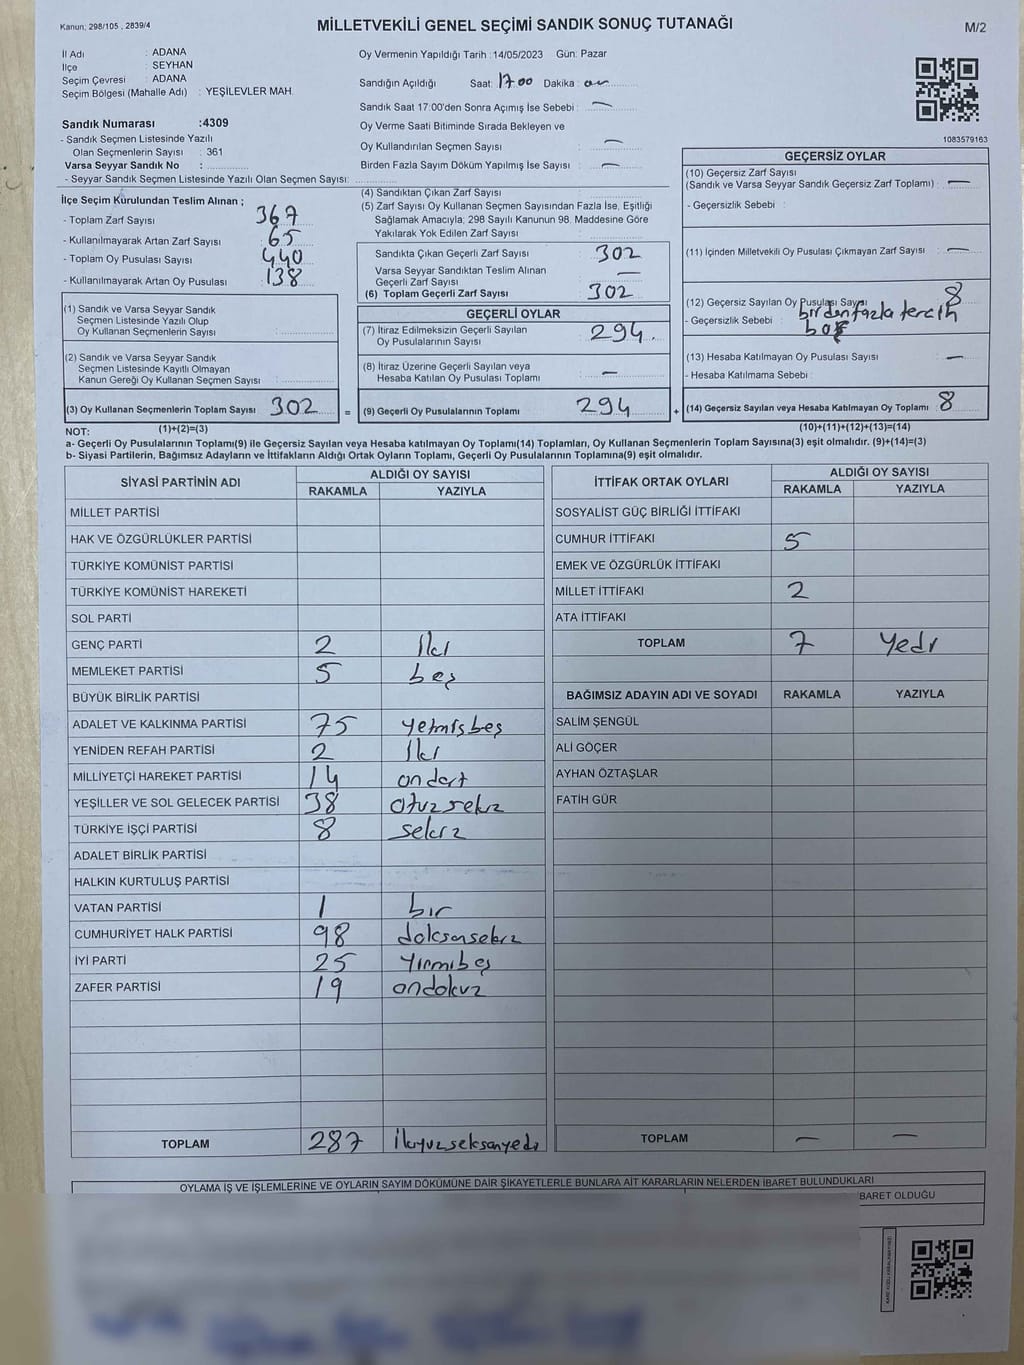 Kanun; 298/105 , 2839/4
MİLLETVEKİLİ GENEL SEÇİMİ SANDIK SONUÇ TUTANAĞI
M/2
İl Adı : ADANA
İlçe : SEYHAN
Seçim Çevresi : ADANA
Seçim Bölgesi (Mahalle Adı) : YEŞİLEVLER MAH.
Sandık Numarası :4309
- Sandık Seçmen Listesinde Yazılı
Olan Seçmenlerin Sayısı : 361
Varsa Seyyar Sandık No :
- Seyyar Sandık Seçmen Listesinde Yazılı Olan Seçmen Sayısı:
Oy Vermenin Yapıldığı Tarih :14/05/2023 Gün: Pazar
Sandığın Açıldığı Saat: 17.00 Dakika :
Sandık Saat 17:00'den Sonra Açımış İse Sebebi : —
Oy Verme Saati Bitiminde Sırada Bekleyen ve
Oy Kullandırılan Seçmen Sayısı : —
Birden Fazla Sayım Döküm Yapılmış İse Sayısı : —
1083579163
İlçe Seçim Kurulundan Teslim Alınan ;
- Toplam Zarf Sayısı : 367
- Kullanılmayarak Artan Zarf Sayısı : 65
- Toplam Oy Pusulası Sayısı : 440
- Kullanılmayarak Artan Oy Pusulası : 138
(1) Sandık ve Varsa Seyyar Sandık
Seçmen Listesinde Yazılı Olup
Oy Kullanan Seçmenlerin Sayısı :
(2) Sandık ve Varsa Seyyar Sandık
Seçmen Listesinde Kayıtlı Olmayan
Kanun Gereği Oy Kullanan Seçmen Sayısı :
(3) Oy Kullanan Seçmenlerin Toplam Sayısı : 302 =
(4) Sandıktan Çıkan Zarf Sayısı :
(5) Zarf Sayısı Oy Kullanan Seçmen Sayısından Fazla İse, Eşitliği
Sağlamak Amacıyla; 298 Sayılı Kanunun 98. Maddesine Göre
Yakılarak Yok Edilen Zarf Sayısı :
Sandıkta Çıkan Geçerli Zarf Sayısı : 302
Varsa Seyyar Sandıktan Teslim Alınan
Geçerli Zarf Sayısı : —
(6) Toplam Geçerli Zarf Sayısı : 302
GEÇERLİ OYLAR
(7) İtiraz Edilmeksizin Geçerli Sayılan
Oy Pusulalarının Sayısı : 294
(8) İtiraz Üzerine Geçerli Sayılan veya
Hesaba Katılan Oy Pusulası Toplamı : —
(9) Geçerli Oy Pusulalarının Toplamı : 294 +
GEÇERSİZ OYLAR
(10) Geçersiz Zarf Sayısı
(Sandık ve Varsa Seyyar Sandık Geçersiz Zarf Toplamı) : —
- Geçersizlik Sebebi :
(11) İçinden Milletvekili Oy Pusulası Çıkmayan Zarf Sayısı : —
(12) Geçersiz Sayılan Oy Pusulası Sayısı : 8
- Geçersizlik Sebebi : birden fazla tercih
boş
(13) Hesaba Katılmayan Oy Pusulası Sayısı : —
- Hesaba Katılmama Sebebi :
(14) Geçersiz Sayılan veya Hesaba Katılmayan Oy Toplamı : 8
NOT: (1)+(2)=(3) (10)+(11)+(12)+(13)=(14)
a- Geçerli Oy Pusulalarının Toplamı(9) ile Geçersiz Sayılan veya Hesaba katılmayan Oy Toplamı(14) Toplamları, Oy Kullanan Seçmenlerin Toplam Sayısına(3) eşit olmalıdır. (9)+(14)=(3)
b- Siyasi Partilerin, Bağımsız Adayların ve İttifakların Aldığı Ortak Oyların Toplamı, Geçerli Oy Pusulalarının Toplamına(9) eşit olmalıdır.
SİYASİ PARTİNİN ADI ALDIĞI OY SAYISI
RAKAMLA YAZIYLA
MİLLET PARTİSİ
HAK VE ÖZGÜRLÜKLER PARTİSİ
TÜRKİYE KOMÜNİST PARTİSİ
TÜRKİYE KOMÜNİST HAREKETİ
SOL PARTİ
GENÇ PARTİ 2 iki
MEMLEKET PARTİSİ 5 beş
BÜYÜK BİRLİK PARTİSİ
ADALET VE KALKINMA PARTİSİ 75 yetmişbeş
YENİDEN REFAH PARTİSİ 2 iki
MİLLİYETÇİ HAREKET PARTİSİ 14 ondört
YEŞİLLER VE SOL GELECEK PARTİSİ 38 otuzsekiz
TÜRKİYE İŞÇİ PARTİSİ 8 sekiz
ADALET BİRLİK PARTİSİ
HALKIN KURTULUŞ PARTİSİ
VATAN PARTİSİ 1 bir
CUMHURİYET HALK PARTİSİ 98 doksansekiz
İYİ PARTİ 25 yirmibeş
ZAFER PARTİSİ 19 ondokuz
TOPLAM 287 ikiyüzseksenyedi
İTTİFAK ORTAK OYLARI ALDIĞI OY SAYISI
RAKAMLA YAZIYLA
SOSYALİST GÜÇ BİRLİĞİ İTTİFAKI
CUMHUR İTTİFAKI 5
EMEK VE ÖZGÜRLÜK İTTİFAKI
MİLLET İTTİFAKI 2
ATA İTTİFAKI
TOPLAM 7 yedi
BAĞIMSIZ ADAYIN ADI VE SOYADI RAKAMLA YAZIYLA
SALİM ŞENGÜL
ALİ GÖÇER
AYHAN ÖZTAŞLAR
FATİH GÜR
TOPLAM — —
OYLAMA İŞ VE İŞLEMLERİNE VE OYLARIN SAYIM DÖKÜMÜNE DAİR ŞİKAYETLERLE BUNLARA AİT KARARLARIN NELERDEN İBARET BULUNDUKLARI
BARET OLDUĞU